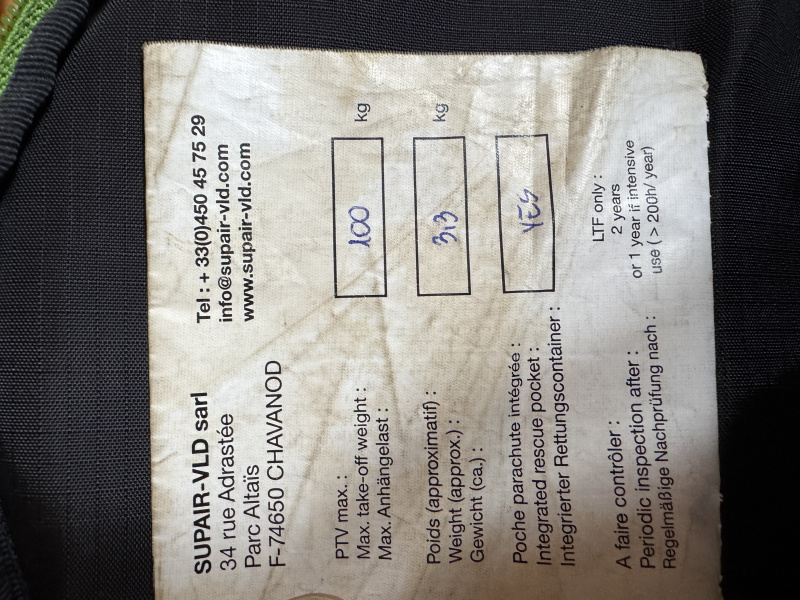 SUPAIR-VLD sarl
34 rue Adrastée
Parc Altaïs
F-74650 CHAVANOD
Tel : + 33(0)450 45 75 29
info@supair-vld.com
www.supair-vld.com
PTV max. :
Max. take-off weight :
Max. Anhängelast :
100 kg
Poids (approximatif) :
Weight (approx.) :
Gewicht (ca.) :
3,3 kg
Poche parachute intégrée :
Integrated rescue pocket :
Integrierter Rettungscontainer :
YES
A faire contrôler :
Periodic inspection after :
Regelmäßige Nachprüfung nach :
LTF only :
2 years
or 1 year if intensive
use ( > 200h/ year)